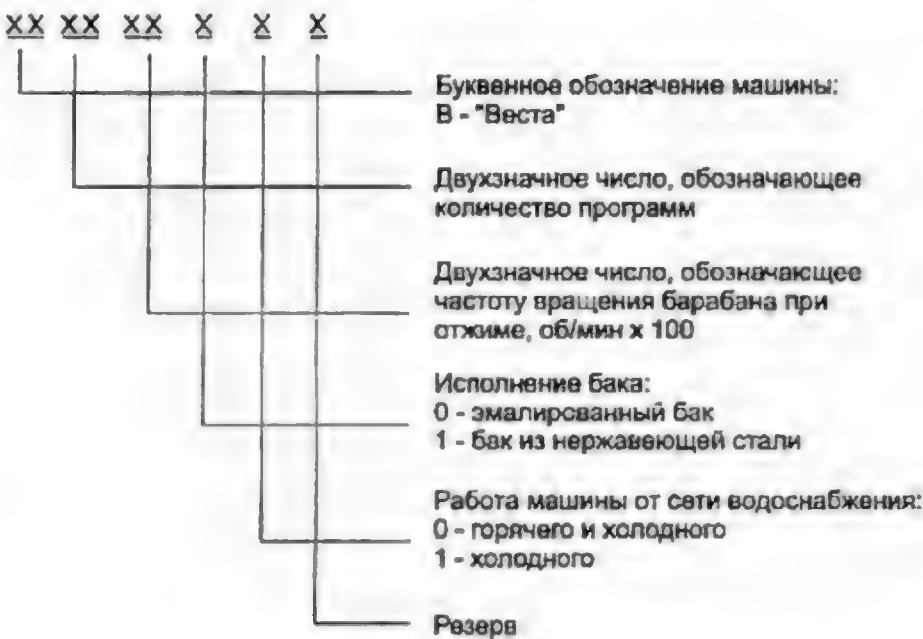 XX XX XX X X X
Буквенное обозначение машины:
В - "Веста"
Двухзначное число, обозначающее
количество программ
Двухзначное число, обозначающее
частоту вращения барабана при
отжиме, об/мин х 100
Исполнение бака:
0 - эмалированный бак
1 - бак из нержавеющей стали
Работа машины от сети водоснабжения:
0 - горячего и холодного
1 - холодного
Резерв